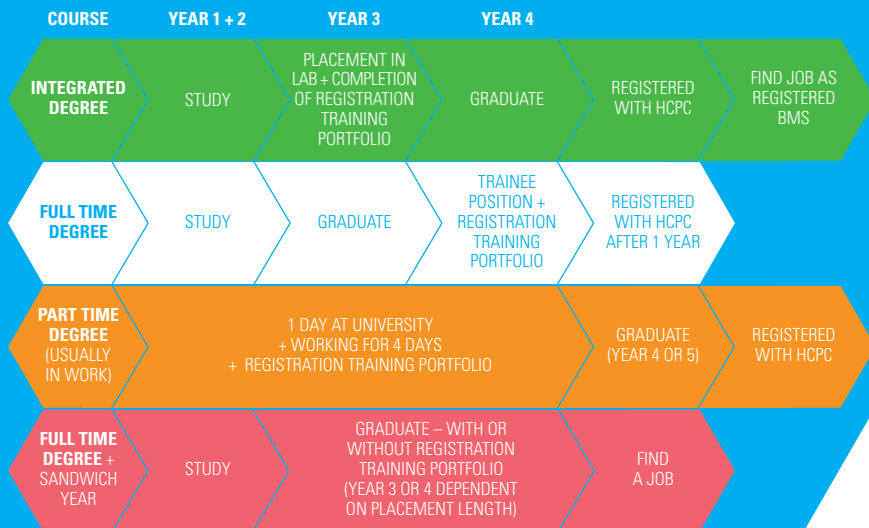 COURSE
YEAR 1 + 2
YEAR 3
YEAR 4
INTEGRATED
DEGREE
STUDY
PLACEMENT IN
LAB + COMPLETION
OF REGISTRATION
TRAINING
PORTFOLIO
GRADUATE
REGISTERED
WITH HCPC
FIND JOB AS
REGISTERED
BMS
FULL TIME
DEGREE
STUDY
GRADUATE
TRAINEE
POSITION +
REGISTRATION
TRAINING
PORTFOLIO
REGISTERED
WITH HCPC
AFTER 1 YEAR
PART TIME
DEGREE
(USUALLY
IN WORK)
1 DAY AT UNIVERSITY
+ WORKING FOR 4 DAYS
+ REGISTRATION TRAINING PORTFOLIO
GRADUATE
(YEAR 4 OR 5)
REGISTERED
WITH HCPC
FULL TIME
DEGREE +
SANDWICH
YEAR
STUDY
GRADUATE – WITH OR
WITHOUT REGISTRATION
TRAINING PORTFOLIO
(YEAR 3 OR 4 DEPENDENT
ON PLACEMENT LENGTH)
FIND
A JOB